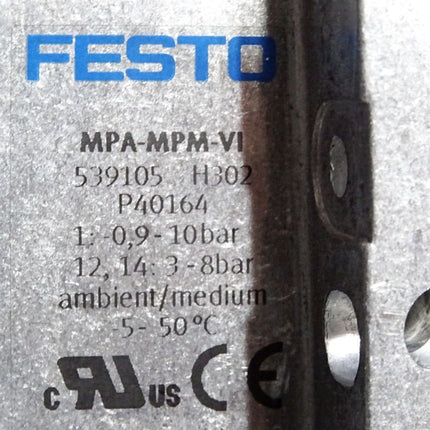 FESTO
MPA-MPM-VI
539105 H302
P40164
1: -0,9-10bar
12, 14: 3-8bar
ambient/medium
-5- 50°C
c RU US CE